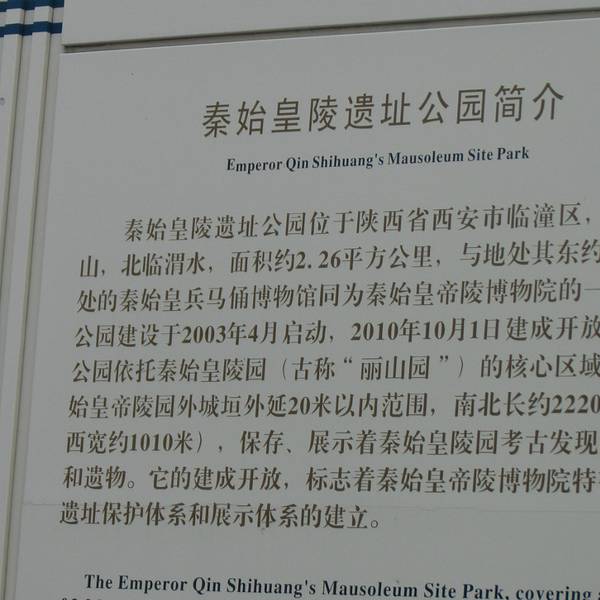 秦始皇陵遗址公园简介
Emperor Qin Shihuang's Mausoleum Site Park
秦始皇陵遗址公园位于陕西省西安市临潼区，
山，北临渭水，面积约2.26平方公里，与地处其东约
处的秦始皇兵马俑博物馆同为秦始皇帝陵博物院的一
公园建设于2003年4月启动，2010年10月1日建成开放
公园依托秦始皇陵园（古称“丽山园”）的核心区域
始皇帝陵园外城垣外延20米以内范围，南北长约2220
西宽约1010米），保存、展示着秦始皇陵园考古发现
和遗物。它的建成开放，标志着秦始皇帝陵博物院特
遗址保护体系和展示体系的建立。
The Emperor Qin Shihuang's Mausoleum Site Park, covering